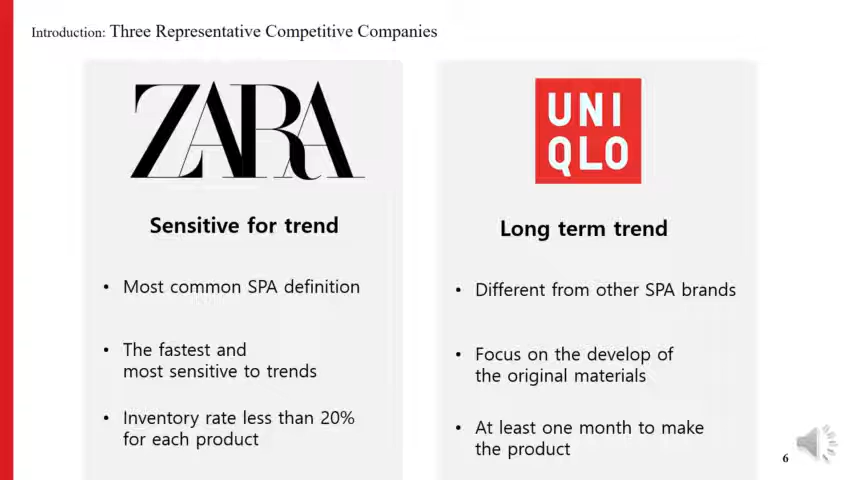 Introduction: Three Representative Competitive Companies
ZARA
Sensitive for trend
• Most common SPA definition
• The fastest and
most sensitive to trends
• Inventory rate less than 20%
for each product
UNI
QLO
Long term trend
• Different from other SPA brands
• Focus on the develop of
the original materials
• At least one month to make
the product
6